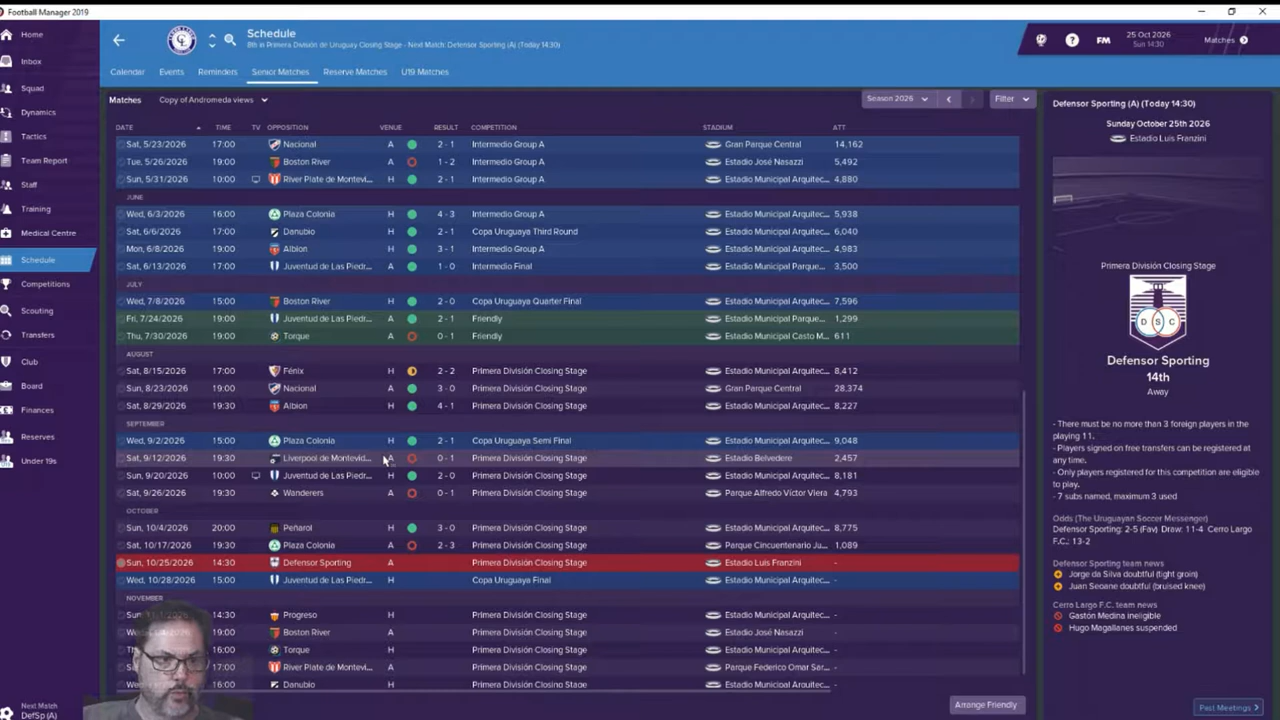 Football Manager 2019
Home
Inbox
Squad
Dynamics
Tactics
Team Report
Staff
Training
Medical Centre
Schedule
Competitions
Scouting
Transfers
Club
Board
Finances
Reserves
Under 19s
Next Match
DefSp (A)
Schedule
8th in Primera División de Uruguay Closing Stage - Next Match: Defensor Sporting (A) (Today 14:30)
FM
25 Oct 2026
Sun 14:30
Matches
Calendar Events Reminders Senior Matches Reserve Matches U19 Matches
Matches Copy of Andromeda views Season 2026 Filter
DATE TIME TV OPPOSITION VENUE RESULT COMPETITION STADIUM ATT
Sat, 5/23/2026 17:00 Nacional A 2 - 1 Intermedio Group A Gran Parque Central 14,162
Tue, 5/26/2026 19:00 Boston River A 1 - 2 Intermedio Group A Estadio José Nasazzi 5,492
Sun, 5/31/2026 10:00 River Plate de Montevi... H 2 - 1 Intermedio Group A Estadio Municipal Arquitec... 4,880
JUNE
Wed, 6/3/2026 16:00 Plaza Colonia H 4 - 3 Intermedio Group A Estadio Municipal Arquitec... 5,938
Sat, 6/6/2026 17:00 Danubio H 2 - 1 Copa Uruguaya Third Round Estadio Municipal Arquitec... 6,040
Mon, 6/8/2026 19:00 Albion H 3 - 1 Intermedio Group A Estadio Municipal Arquitec... 4,983
Sat, 6/13/2026 17:00 Juventud de Las Piedr... A 1 - 0 Intermedio Final Estadio Municipal Parque... 3,500
JULY
Wed, 7/8/2026 15:00 Boston River H 2 - 0 Copa Uruguaya Quarter Final Estadio Municipal Arquitec... 7,596
Fri, 7/24/2026 19:00 Juventud de Las Piedr... A 2 - 1 Friendly Estadio Municipal Parque... 1,299
Thu, 7/30/2026 19:00 Torque A 0 - 1 Friendly Estadio Municipal Casto M... 611
AUGUST
Sat, 8/15/2026 17:00 Fénix H 2 - 2 Primera División Closing Stage Estadio Municipal Arquitec... 8,412
Sun, 8/23/2026 19:00 Nacional A 3 - 0 Primera División Closing Stage Gran Parque Central 28,374
Sat, 8/29/2026 19:30 Albion H 4 - 1 Primera División Closing Stage Estadio Municipal Arquitec... 8,227
SEPTEMBER
Wed, 9/2/2026 15:00 Plaza Colonia H 2 - 1 Copa Uruguaya Semi Final Estadio Municipal Arquitec... 9,048
Sat, 9/12/2026 19:30 Liverpool de Montevid... A 0 - 1 Primera División Closing Stage Estadio Belvedere 2,457
Sun, 9/20/2026 10:00 Juventud de Las Piedr... H 2 - 0 Primera División Closing Stage Estadio Municipal Arquitec... 8,181
Sat, 9/26/2026 19:30 Wanderers A 0 - 1 Primera División Closing Stage Parque Alfredo Víctor Viera 4,793
OCTOBER
Sun, 10/4/2026 20:00 Peñarol H 3 - 0 Primera División Closing Stage Estadio Municipal Arquitec... 8,775
Sat, 10/17/2026 19:30 Plaza Colonia A 2 - 3 Primera División Closing Stage Parque Cincuentenario Ju... 1,089
Sun, 10/25/2026 14:30 Defensor Sporting A Primera División Closing Stage Estadio Luis Franzini -
Wed, 10/28/2026 15:00 Juventud de Las Piedr... H Copa Uruguaya Final Estadio Municipal Arquitec... -
NOVEMBER
14:30 Progreso H Primera División Closing Stage Estadio Municipal Arquitec... -
19:00 Boston River A Primera División Closing Stage Estadio José Nasazzi -
16:00 Torque H Primera División Closing Stage Estadio Municipal Arquitec... -
17:00 River Plate de Montevi... A Primera División Closing Stage Parque Federico Omar Sar... -
16:00 Danubio H Primera División Closing Stage Estadio Municipal Arquitec... -
Arrange Friendly
Defensor Sporting (A) (Today 14:30)
Sunday October 25th 2026
Estadio Luis Franzini
Primera División Closing Stage
D S C
Defensor Sporting
14th
Away
- There must be no more than 3 foreign players in the
playing 11.
- Players signed on free transfers can be registered at
any time.
- Only players registered for this competition are eligible
to play.
- 7 subs named, maximum 3 used
Odds (The Uruguayan Soccer Messenger)
Defensor Sporting: 2-5 (Fav) Draw: 11-4 Cerro Largo
F.C.: 13-2
Defensor Sporting team news
Jorge da Silva doubtful (tight groin)
Juan Seoane doubtful (bruised knee)
Cerro Largo F.C. team news
Gastón Medina ineligible
Hugo Magallanes suspended
Past Meetings